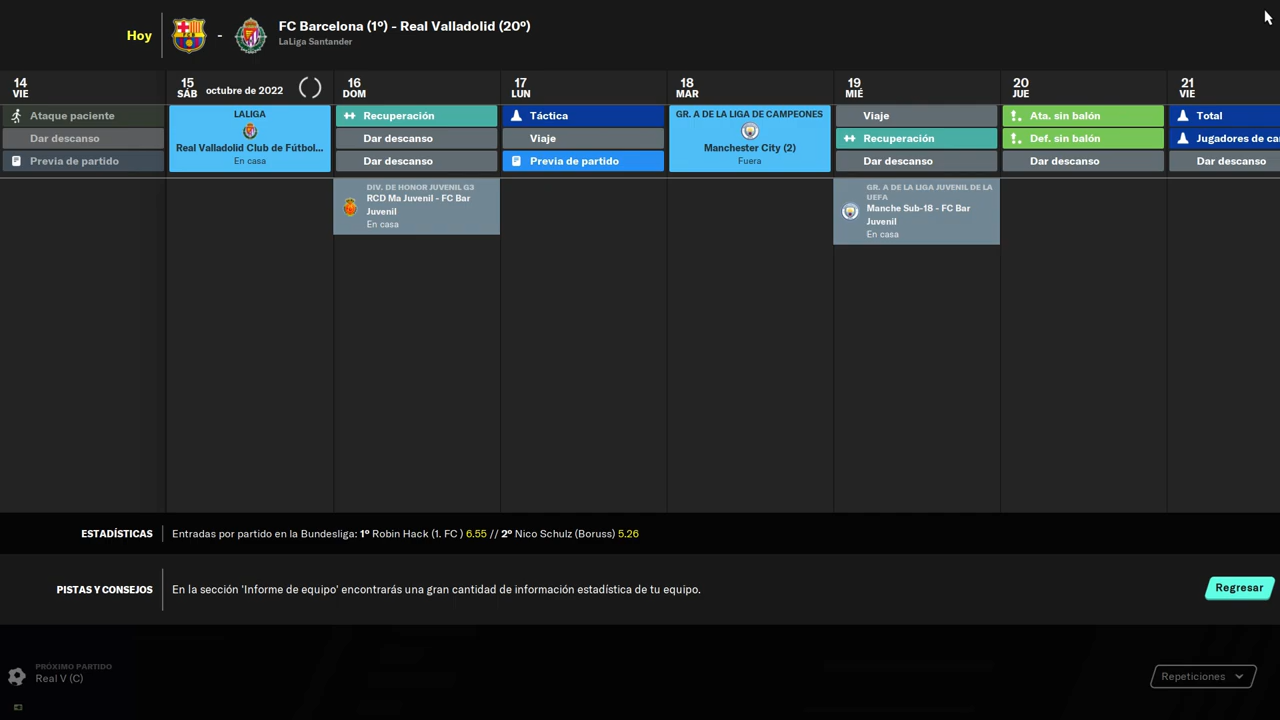 Hoy
FC Barcelona (1º) - Real Valladolid (20º)
LaLiga Santander
14
VIE
15
SÁB
octubre de 2022
16
DOM
17
LUN
18
MAR
19
MIÉ
20
JUE
21
VIE
Ataque paciente
Dar descanso
Previa de partido
LALIGA
Real Valladolid Club de Fútbol...
En casa
Recuperación
Dar descanso
Dar descanso
Táctica
Viaje
Previa de partido
GR. A DE LA LIGA DE CAMPEONES
Manchester City (2)
Fuera
Viaje
Recuperación
Dar descanso
Ata. sin balón
Def. sin balón
Dar descanso
Total
Jugadores de ca
Dar descanso
DIV. DE HONOR JUVENIL G3
RCD Ma Juvenil - FC Bar
Juvenil
En casa
GR. A DE LA LIGA JUVENIL DE LA
UEFA
Manche Sub-18 - FC Bar
Juvenil
En casa
ESTADÍSTICAS
Entradas por partido en la Bundesliga: 1º Robin Hack (1. FC ) 6.55 // 2º Nico Schulz (Boruss) 5.26
PISTAS Y CONSEJOS
En la sección 'Informe de equipo' encontrarás una gran cantidad de información estadística de tu equipo.
Regresar
PRÓXIMO PARTIDO
Real V (C)
Repeticiones